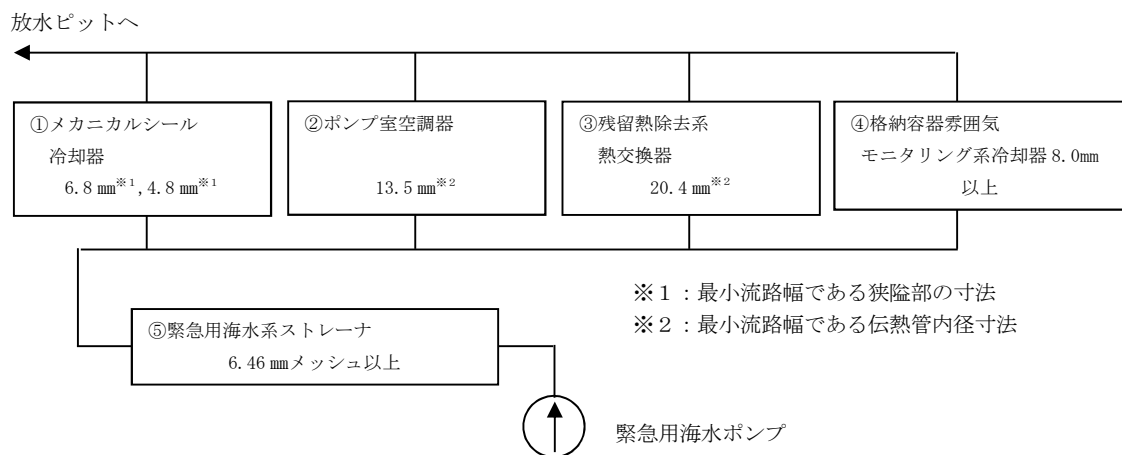 放水ピットへ
①メカニカルシール
冷却器
6.8 ㎜※1,4.8 ㎜※1
②ポンプ室空調器
13.5 ㎜※2
③残留熱除去系
熱交換器
20.4 ㎜※2
④格納容器雰囲気
モニタリング系冷却器 8.0mm
以上
※1：最小流路幅である狭隘部の寸法
※2：最小流路幅である伝熱管内径寸法
⑤緊急用海水系ストレーナ
6.46 ㎜メッシュ以上
緊急用海水ポンプ